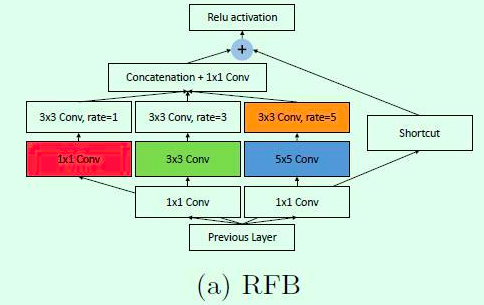 Relu activation
+
Concatenation + 1x1 Conv
3x3 Conv, rate=1
3x3 Conv, rate=3
3x3 Conv, rate=5
Shortcut
1x1 Conv
3x3 Conv
5x5 Conv
1x1 Conv
1x1 Conv
Previous Layer
(a) RFB